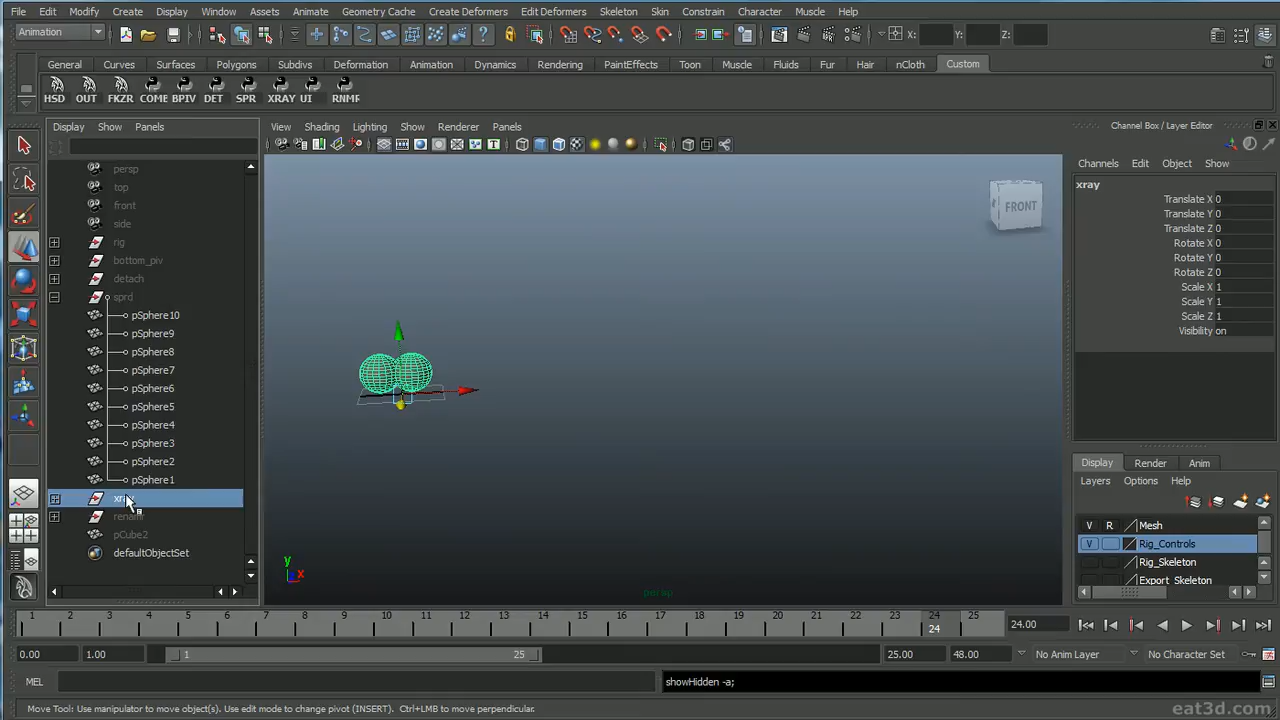 File Edit Modify Create Display Window Assets Animate Geometry Cache Create Deformers Edit Deformers Skeleton Skin Constrain Character Muscle Help
Animation X: Y: Z:
General Curves Surfaces Polygons Subdivs Deformation Animation Dynamics Rendering PaintEffects Toon Muscle Fluids Fur Hair nCloth Custom
HSD OUT FKZR COME BPIV DET SPR XRAY UI RNMR
Display Show Panels
View Shading Lighting Show Renderer Panels
Channel Box / Layer Editor
Channels Edit Object Show
persp
top
front
side
rig
bottom_piv
detach
sprd
pSphere10
pSphere9
pSphere8
pSphere7
pSphere6
pSphere5
pSphere4
pSphere3
pSphere2
pSphere1
xray
renamr
pCube2
defaultObjectSet
FRONT
y
x
persp
xray
Translate X 0
Translate Y 0
Translate Z 0
Rotate X 0
Rotate Y 0
Rotate Z 0
Scale X 1
Scale Y 1
Scale Z 1
Visibility on
Display Render Anim
Layers Options Help
V R Mesh
V Rig_Controls
Rig_Skeleton
Export_Skeleton
1 2 3 4 5 6 7 8 9 10 11 12 13 14 15 16 17 18 19 20 21 22 23 24 25
24
24.00
0.00 1.00 1 25 25.00 48.00 No Anim Layer No Character Set
MEL showHidden -a;
Move Tool: Use manipulator to move object(s). Use edit mode to change pivot (INSERT). Ctrl+LMB to move perpendicular.
eat3d.com